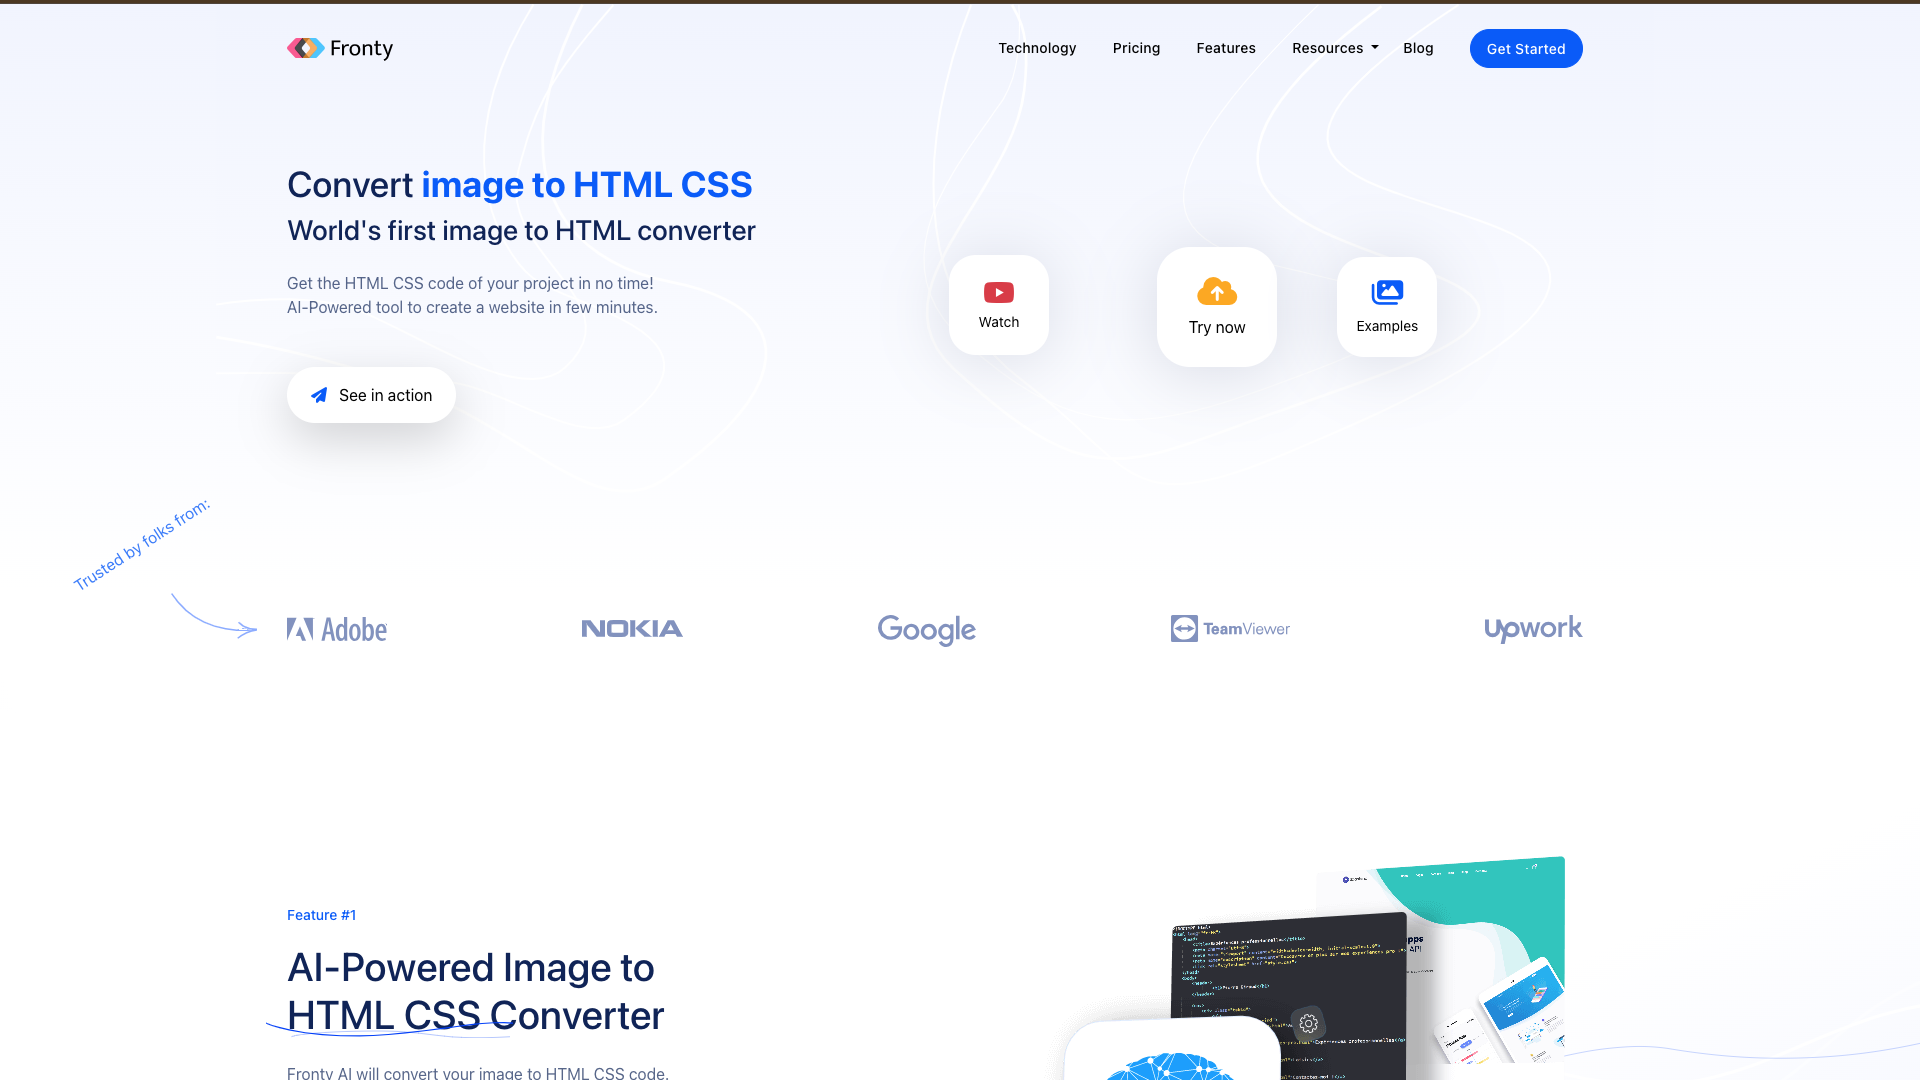 Fronty
Technology
Pricing
Features
Resources
Blog
Get Started
Convert image to HTML CSS
World's first image to HTML converter
Get the HTML CSS code of your project in no time!
AI-Powered tool to create a website in few minutes.
See in action
Watch
Try now
Examples
Trusted by folks from:
Adobe
NOKIA
Google
TeamViewer
Upwork
Feature #1
AI-Powered Image to
HTML CSS Converter
Fronty AI will convert your image to HTML CSS code.